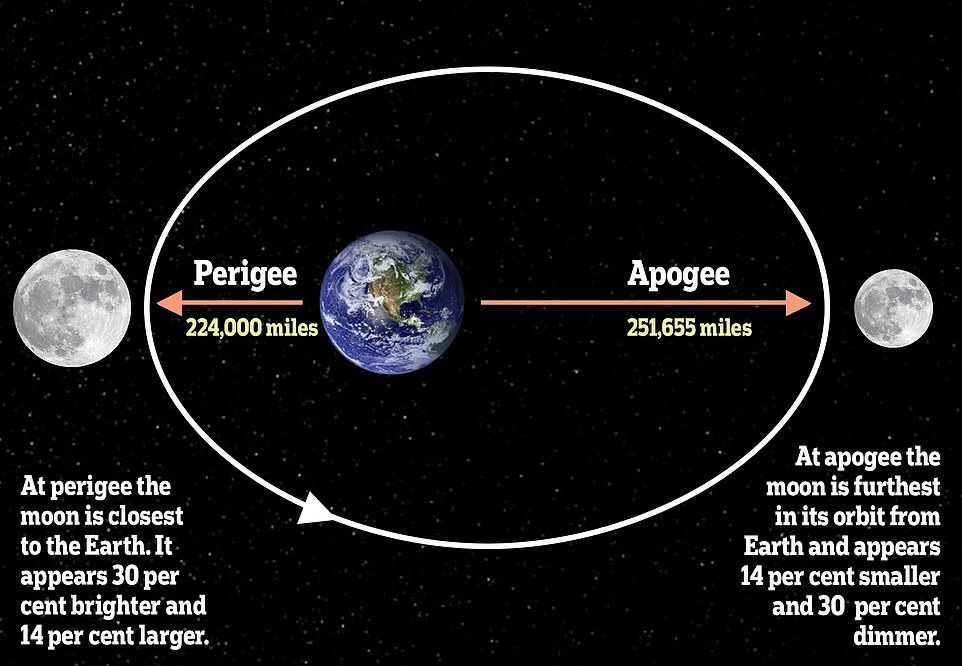 Perigee
224,000 miles
Apogee
251,655 miles
At perigee the
moon is closest
to the Earth. It
appears 30 per
cent brighter and
14 per cent larger.
At apogee the
moon is furthest
in its orbit from
Earth and appears
14 per cent smaller
and 30 per cent
dimmer.